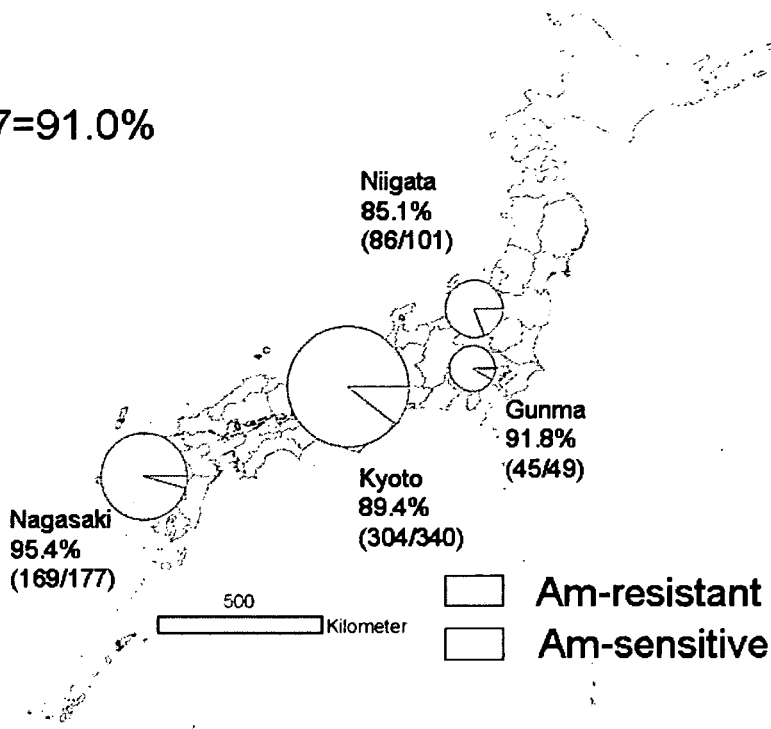 7=91.0%
Niigata
85.1%
(86/101)
Gunma
91.8%
(45/49)
Kyoto
89.4%
(304/340)
Nagasaki
95.4%
(169/177)
500
Kilometer
Am-resistant
Am-sensitive